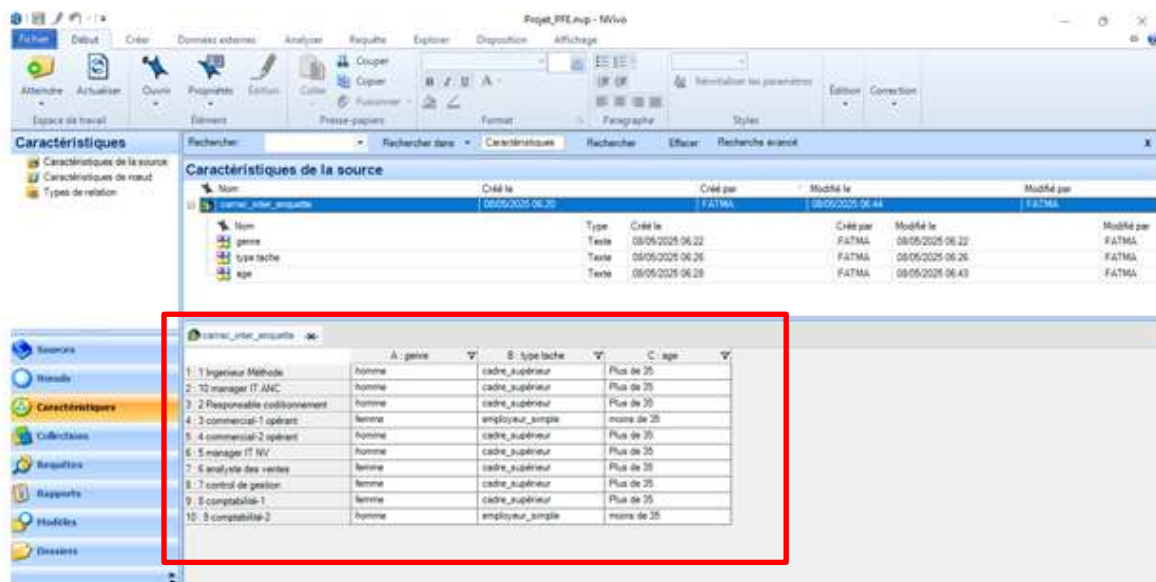 Projet_PFE.nvp - NVivo
Fichier Début Créer Données externes Analyser Requête Explorer Disposition Affichage
Atteindre Actualiser Ouvrir Propriétés Édition Coller Couper
Copier
Fusionner
Réinitialiser les paramètres
Édition Correction
Espace de travail Élément Presse-papiers Format Paragraphe Styles
Caractéristiques
Rechercher: Rechercher dans Caractéristiques Rechercher Effacer Recherche avancé
Caractéristiques de la source
Caractéristiques de nœud
Types de relation
Caractéristiques de la source
Nom Créé le Créé par Modifié le Modifié par
carrac_inter_enquette 08/05/2025 06:20 FATMA 08/05/2025 06:44 FATMA
Nom Type Créé le Créé par Modifié le Modifié par
genre Texte 08/05/2025 06:22 FATMA 08/05/2025 06:22 FATMA
type tache Texte 08/05/2025 06:26 FATMA 08/05/2025 06:26 FATMA
age Texte 08/05/2025 06:28 FATMA 08/05/2025 06:43 FATMA
Sources
Nœuds
Caractéristiques
Collections
Requêtes
Rapports
Modèles
Dossiers
carrac_inter_enquette
A : genre B : type tache C : age
1 : 1 Ingenieur Méthode homme cadre_supérieur Plus de 35
2 : 10 manager IT ANC homme cadre_supérieur Plus de 35
3 : 2 Responsable coditionnement homme cadre_supérieur Plus de 35
4 : 3 commercial-1 opérant femme employeur_simple moins de 35
5 : 4 commercial-2 opérant homme cadre_supérieur Plus de 35
6 : 5 manager IT NV homme cadre_supérieur Plus de 35
7 : 6 analyste des ventes femme cadre_supérieur Plus de 35
8 : 7 control de gestion femme cadre_supérieur Plus de 35
9 : 8 comptabilité-1 femme cadre_supérieur Plus de 35
10 : 9 comptabilité-2 homme employeur_simple moins de 35